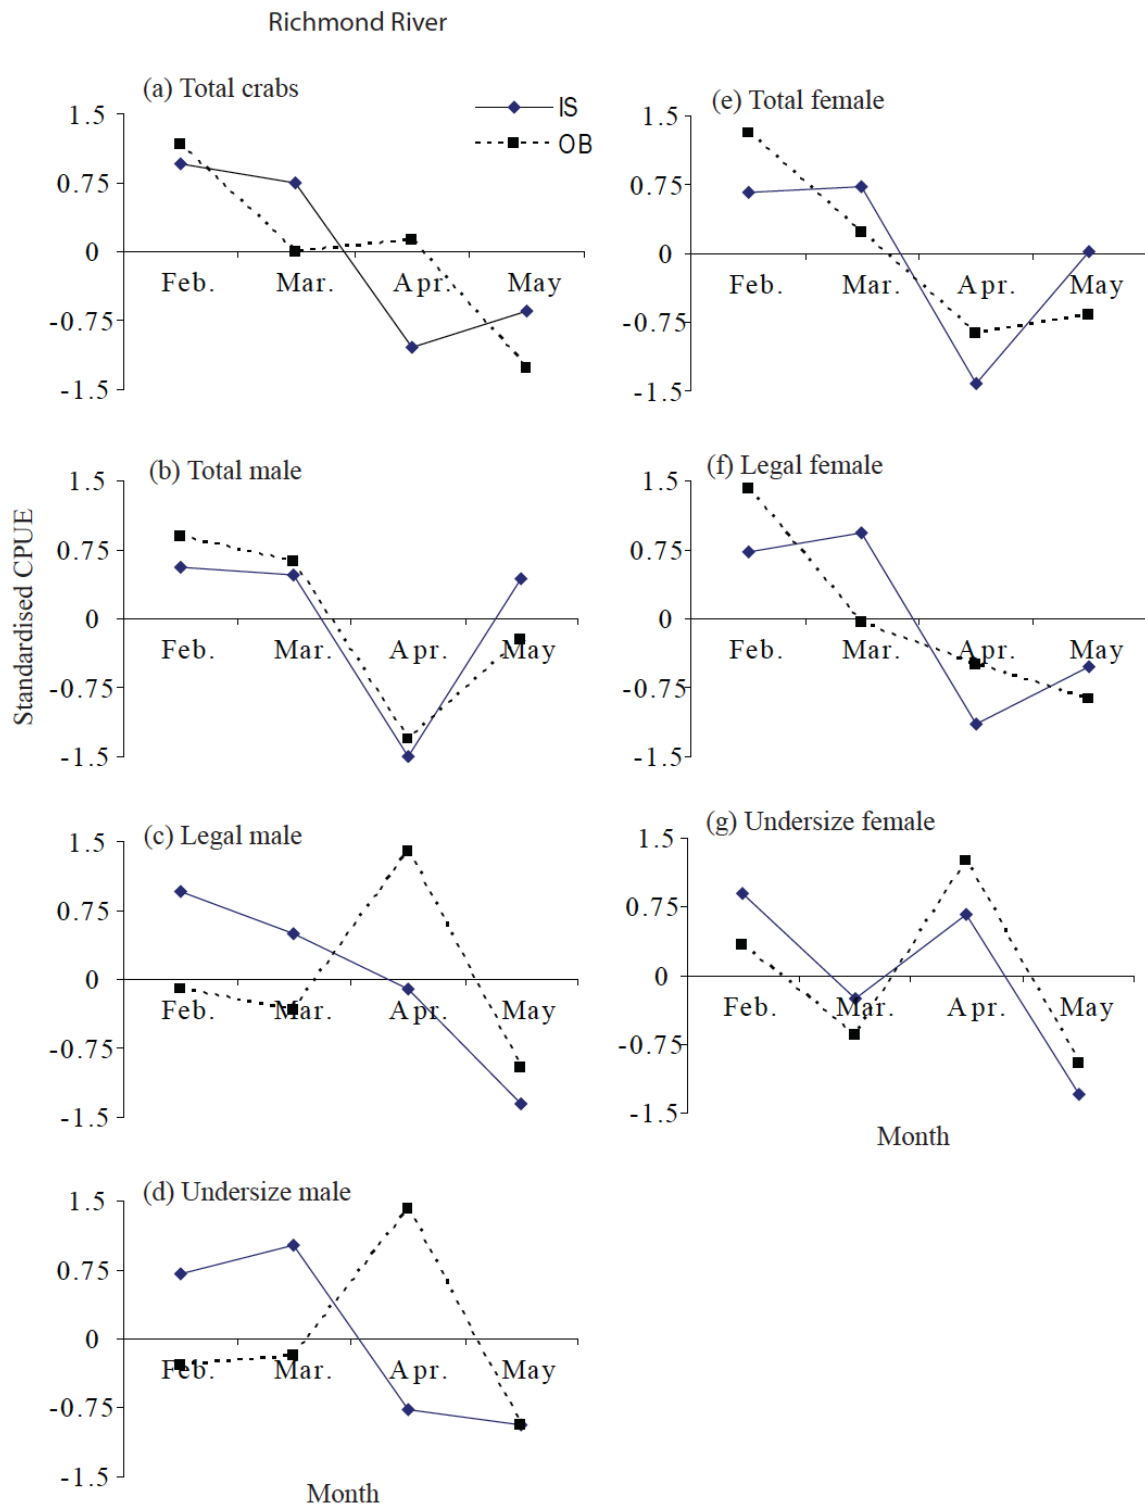 Richmond River
(a) Total crabs
IS
OB
1.5
0.75
0
-0.75
-1.5
Feb. Mar. Apr. May
(e) Total female
1.5
0.75
0
-0.75
-1.5
Feb. Mar. Apr. May
Standardised CPUE
(b) Total male
1.5
0.75
0
-0.75
-1.5
Feb. Mar. Apr. May
(f) Legal female
1.5
0.75
0
-0.75
-1.5
Feb. Mar. Apr. May
(c) Legal male
1.5
0.75
0
-0.75
-1.5
Feb. Mar. Apr. May
(g) Undersize female
1.5
0.75
0
-0.75
-1.5
Feb. Mar. Apr. May
Month
(d) Undersize male
1.5
0.75
0
-0.75
-1.5
Feb. Mar. Apr. May
Month